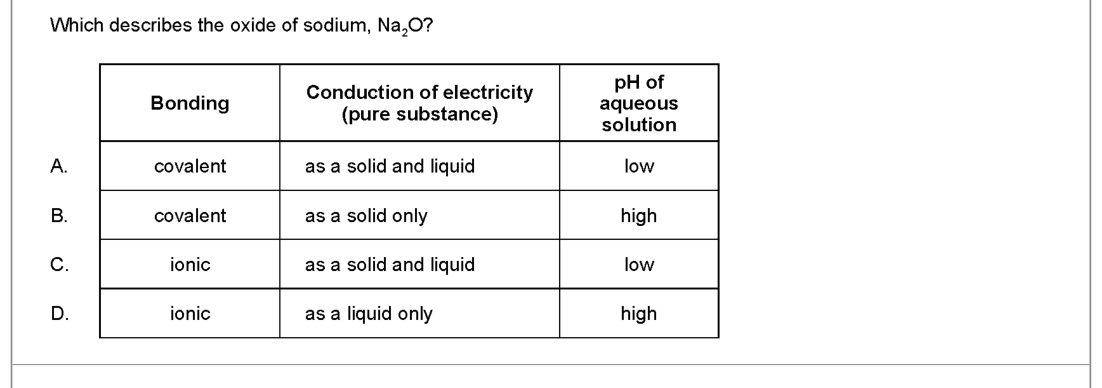 Which describes the oxide of sodium, Na₂O?
Bonding
Conduction of electricity
(pure substance)
pH of
aqueous
solution
A. covalent as a solid and liquid low
B. covalent as a solid only high
C. ionic as a solid and liquid low
D. ionic as a liquid only high